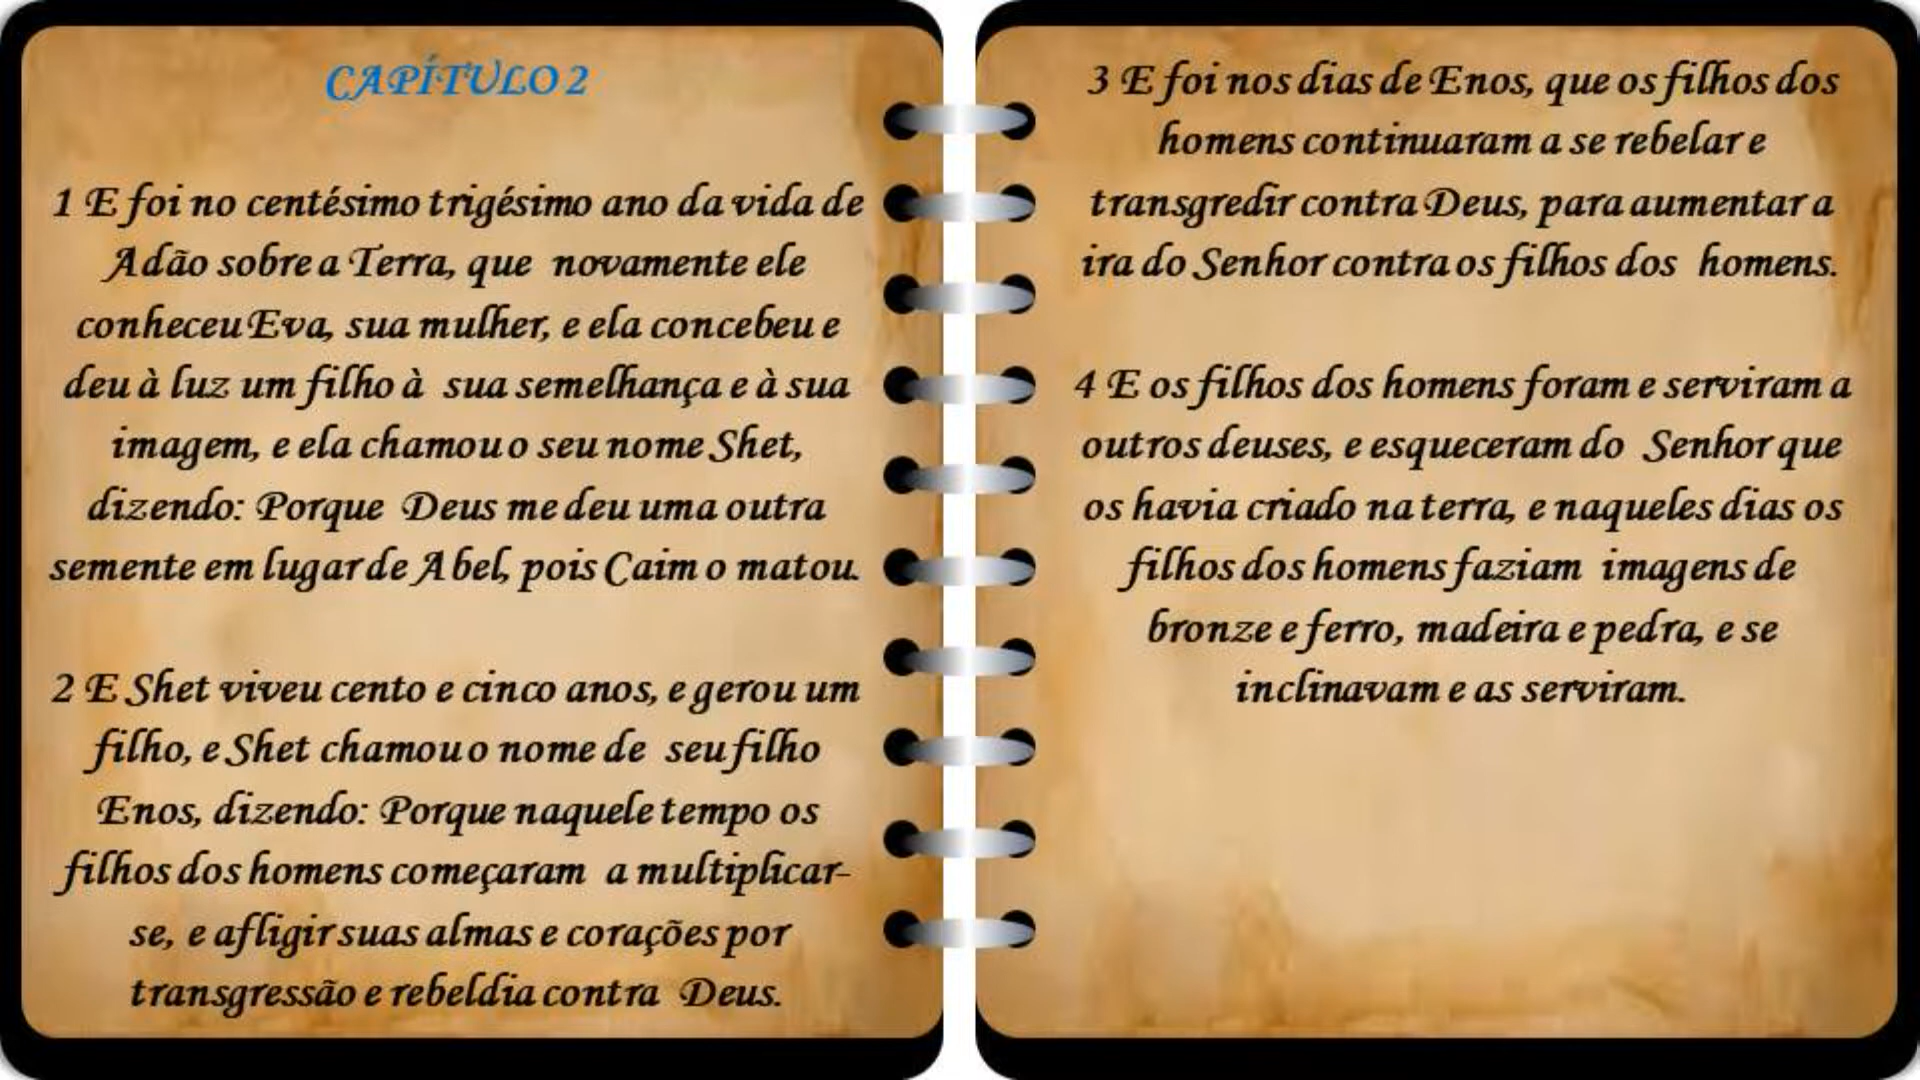 CAPÍTULO 2
1 E foi no centésimo trigésimo ano da vida de
Adão sobre a Terra, que novamente ele
conheceu Eva, sua mulher, e ela concebeu e
deu à luz um filho à sua semelhança e à sua
imagem, e ela chamou o seu nome Shet,
dizendo: Porque Deus me deu uma outra
semente em lugar de Abel, pois Caim o matou.
2 E Shet viveu cento e cinco anos, e gerou um
filho, e Shet chamou o nome de seu filho
Enos, dizendo: Porque naquele tempo os
filhos dos homens começaram a multiplicar-
se, e afligir suas almas e corações por
transgressão e rebeldia contra Deus.
3 E foi nos dias de Enos, que os filhos dos
homens continuaram a se rebelar e
transgredir contra Deus, para aumentar a
ira do Senhor contra os filhos dos homens.
4 E os filhos dos homens foram e serviram a
outros deuses, e esqueceram do Senhor que
os havia criado na terra, e naqueles dias os
filhos dos homens faziam imagens de
bronze e ferro, madeira e pedra, e se
inclinavam e as serviram.